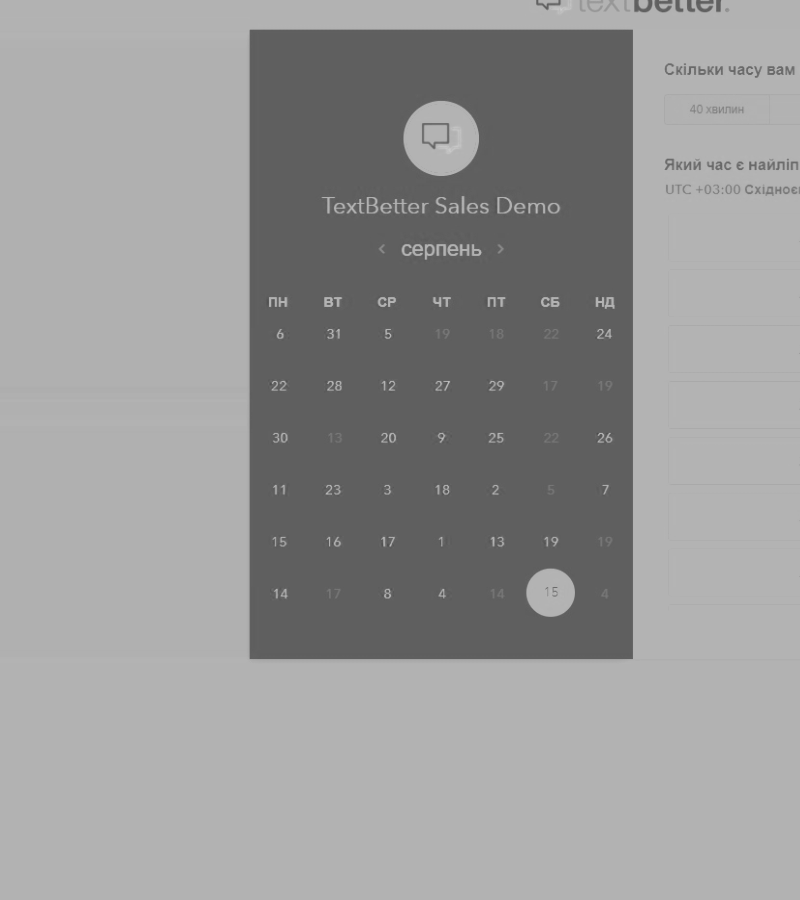 textbetter.
TextBetter Sales Demo
серпень
ПН ВТ СР ЧТ ПТ СБ НД
6 31 5 19 18 22 24
22 28 12 27 29 17 19
30 13 20 9 25 22 26
11 23 3 18 2 5 7
15 16 17 1 13 19 19
14 17 8 4 14 15 4
Скільки часу вам
40 хвилин
Який час є найліп
UTC +03:00 Східноє